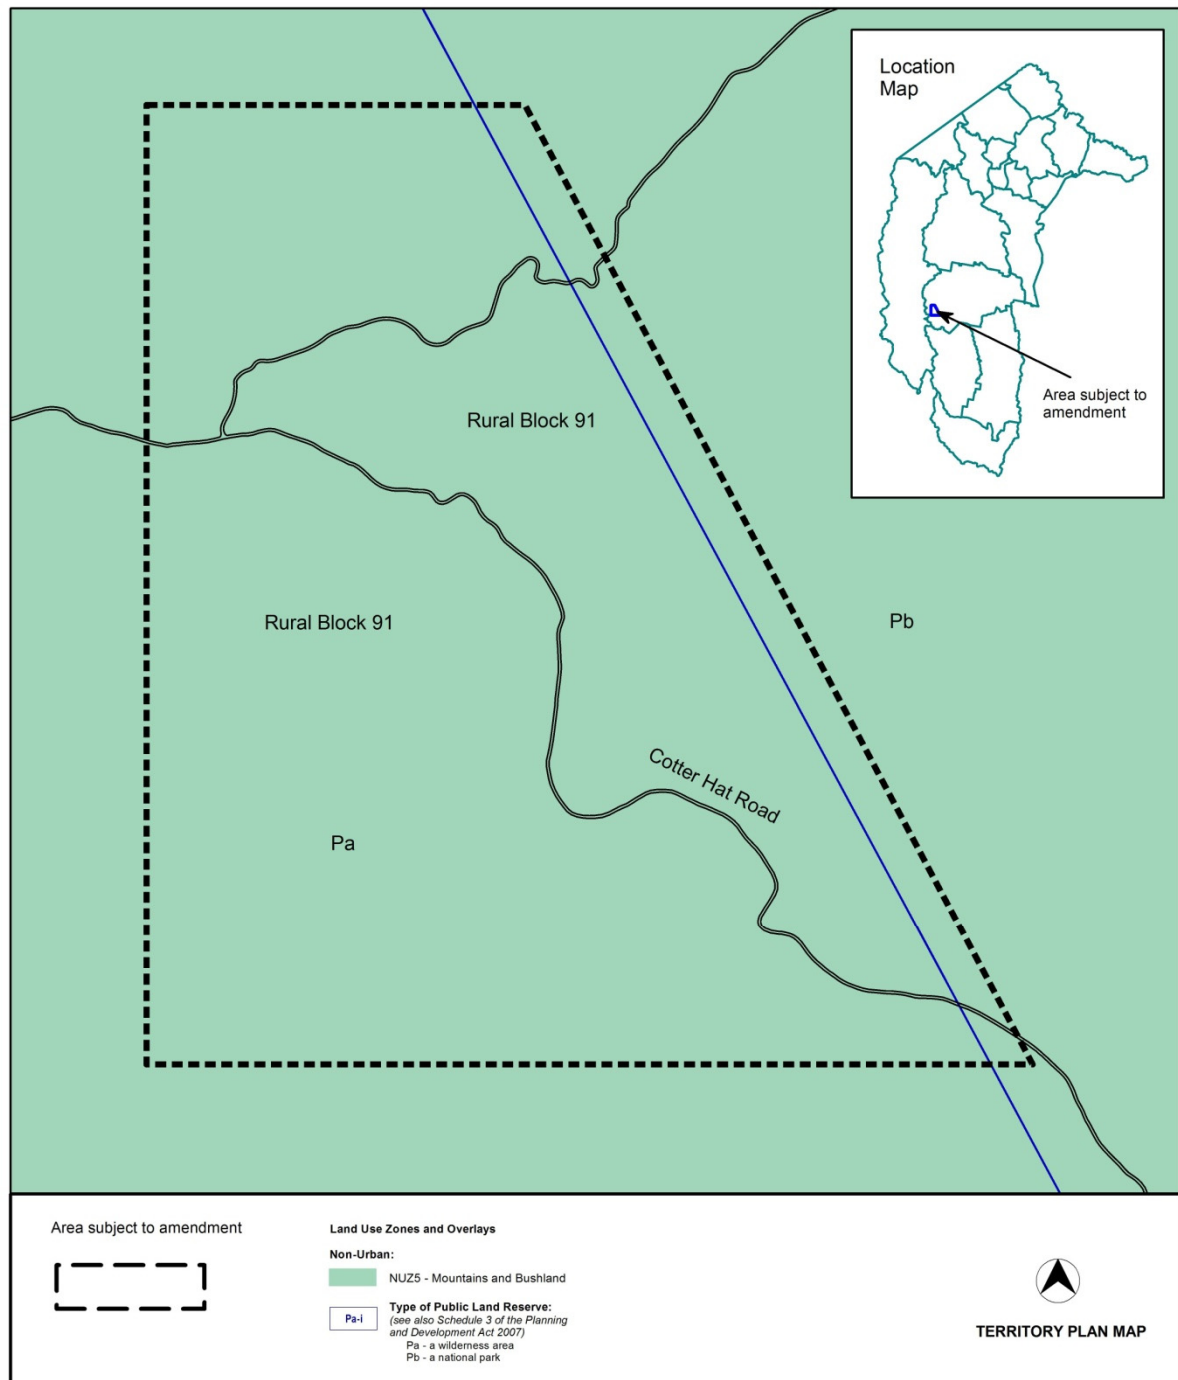 Location
Map
Area subject to
amendment
Rural Block 91
Rural Block 91
Pb
Cotter Hat Road
Pa
Area subject to amendment
Land Use Zones and Overlays
Non-Urban:
NUZ5 - Mountains and Bushland
Pa-i
Type of Public Land Reserve:
(see also Schedule 3 of the Planning
and Development Act 2007)
Pa - a wilderness area
Pb - a national park
TERRITORY PLAN MAP